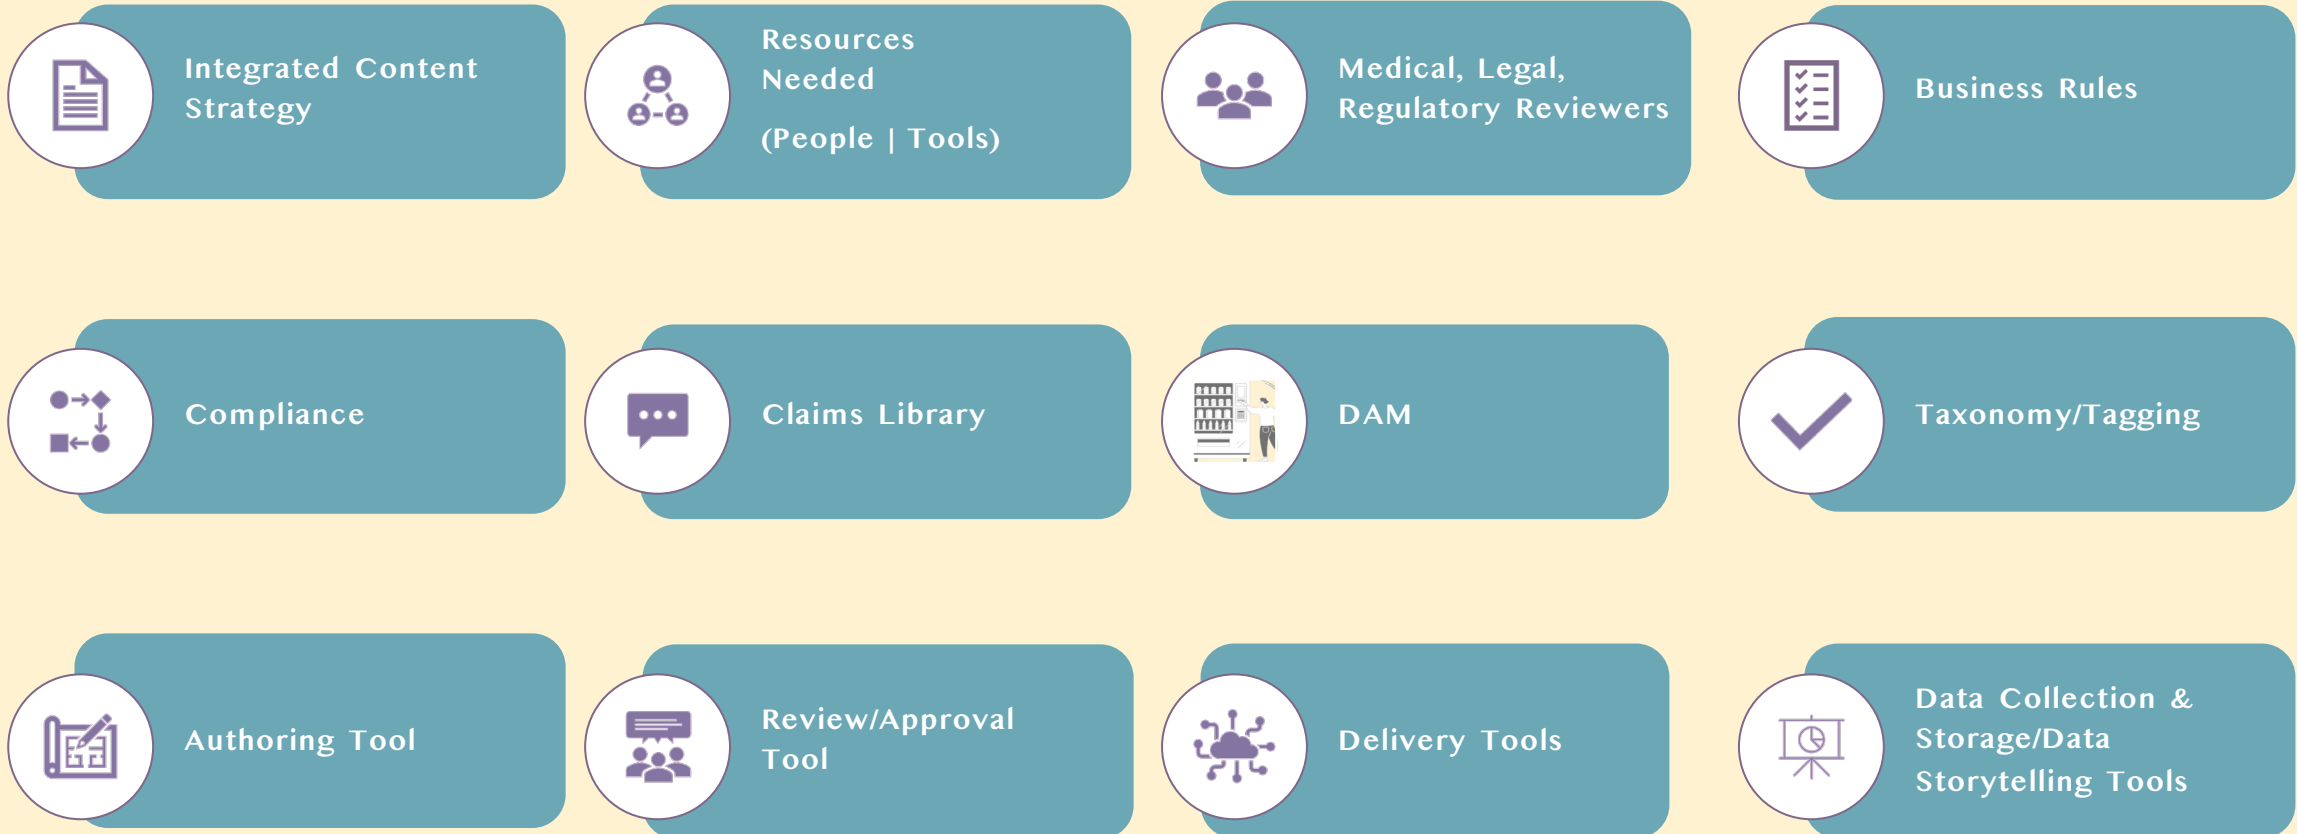 Integrated Content
Strategy
Resources
Needed
(People | Tools)
Medical, Legal,
Regulatory Reviewers
Business Rules
Compliance
Claims Library
DAM
Taxonomy/Tagging
Authoring Tool
Review/Approval
Tool
Delivery Tools
Data Collection &
Storage/Data
Storytelling Tools